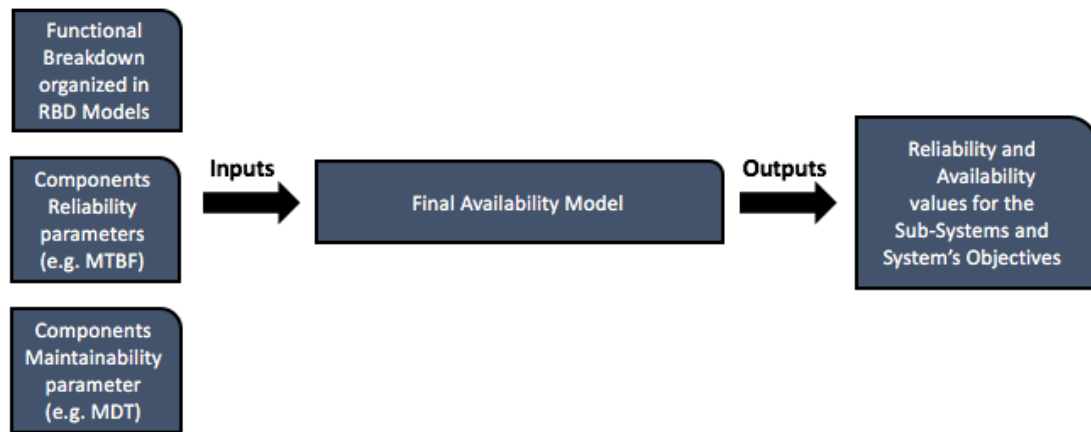 Functional
Breakdown
organized in
RBD Models
Components
Reliability
parameters
(e.g. MTBF)
Components
Maintainability
parameter
(e.g. MDT)
Inputs
Final Availability Model
Outputs
Reliability and
Availability
values for the
Sub-Systems and
System’s Objectives